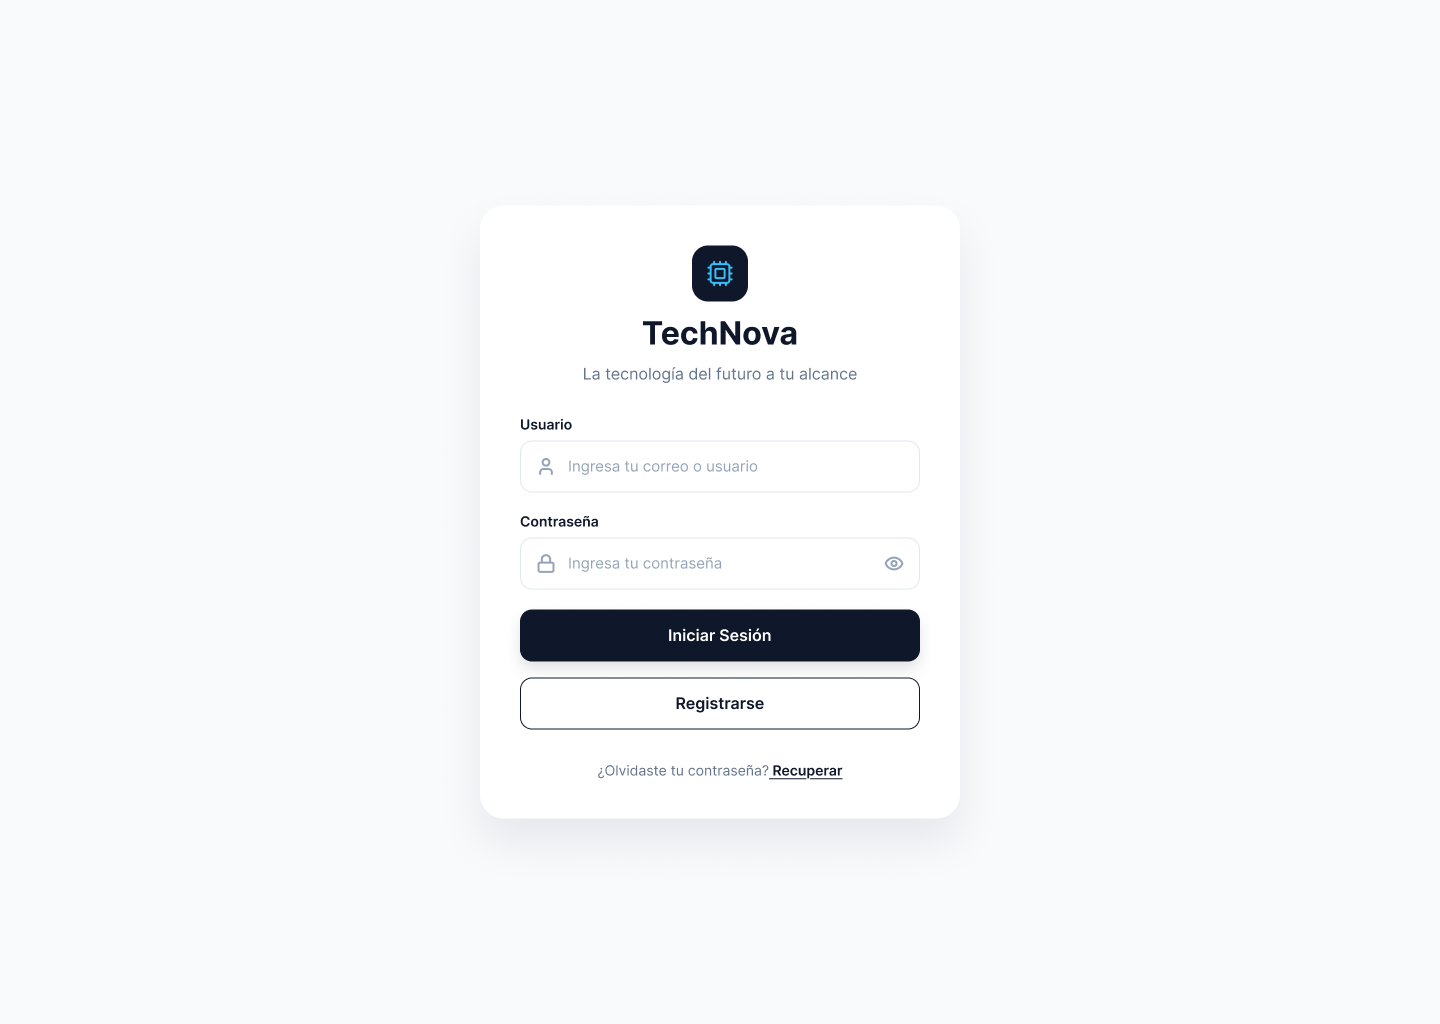 TechNova
La tecnología del futuro a tu alcance
Usuario
Ingresa tu correo o usuario
Contraseña
Ingresa tu contraseña
Iniciar Sesión
Registrarse
¿Olvidaste tu contraseña? Recuperar